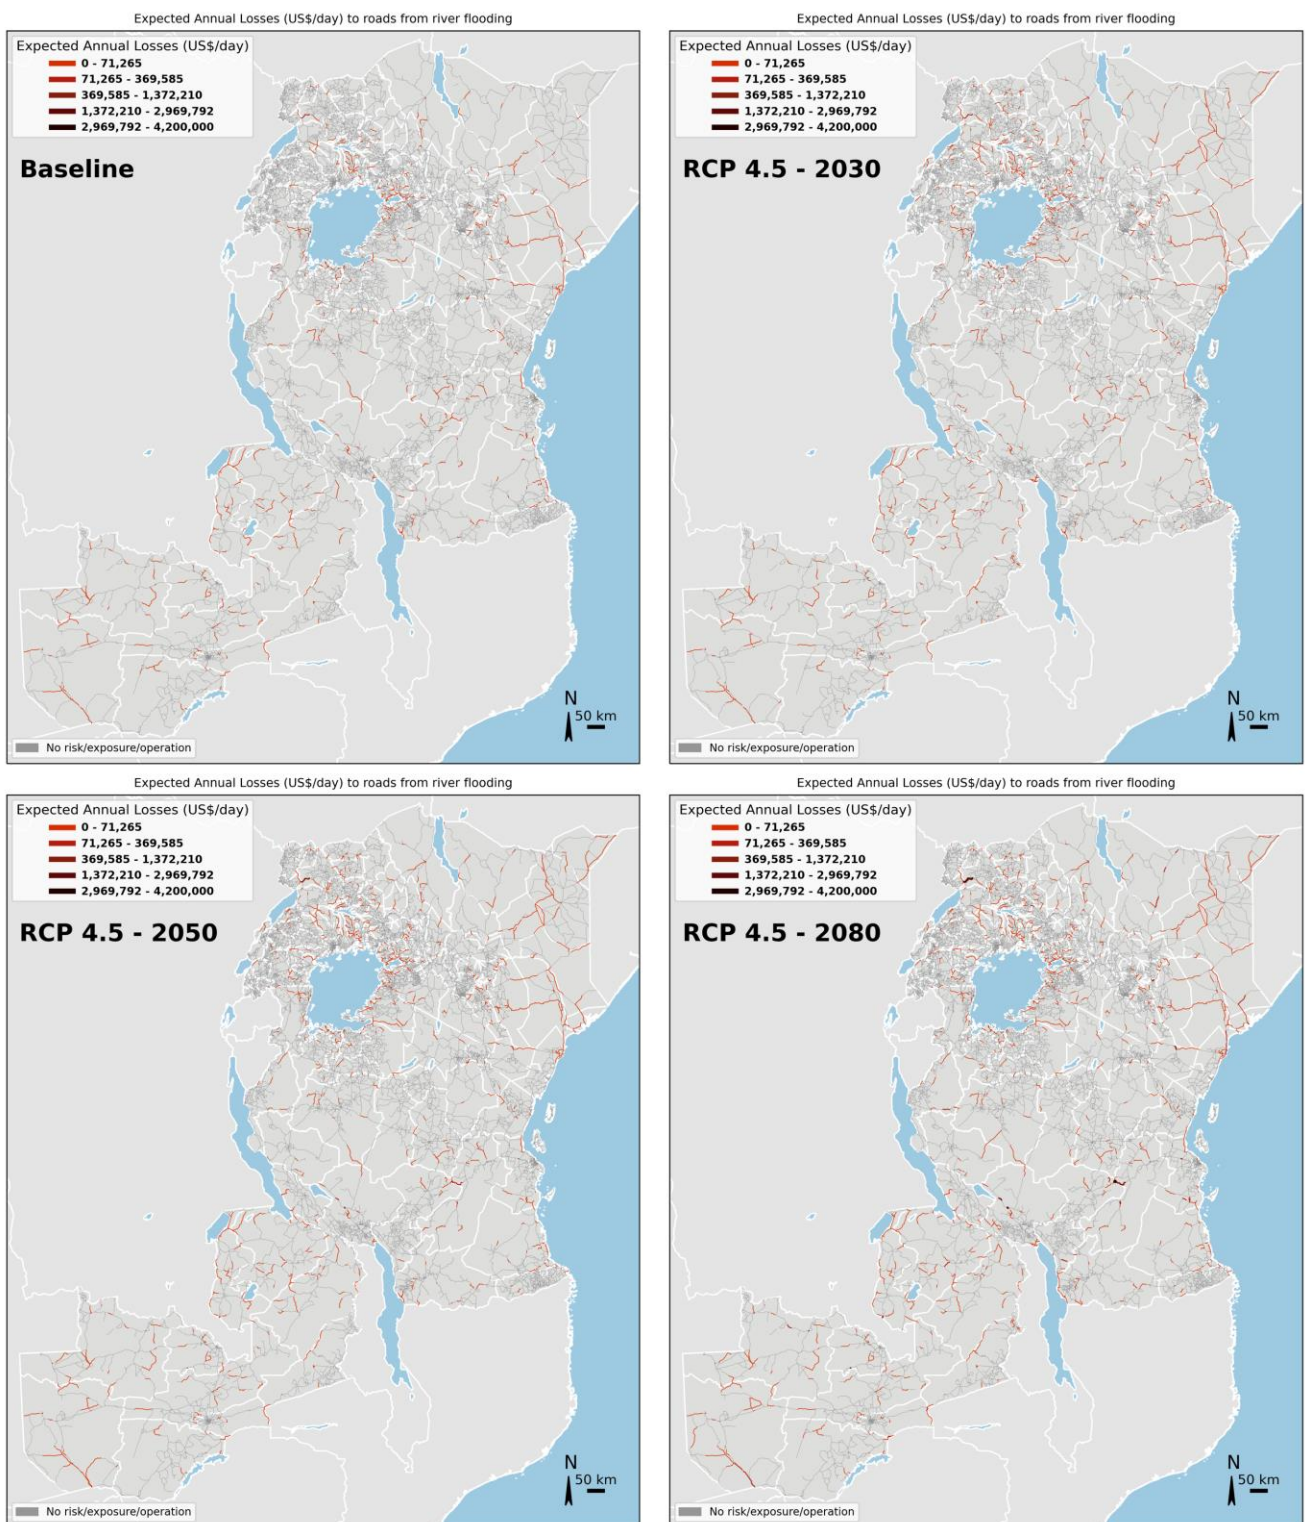 Expected Annual Losses (US$/day) to roads from river flooding
Expected Annual Losses (US$/day)
0 - 71,265
71,265 - 369,585
369,585 - 1,372,210
1,372,210 - 2,969,792
2,969,792 - 4,200,000
Baseline
N
50 km
No risk/exposure/operation
Expected Annual Losses (US$/day) to roads from river flooding
Expected Annual Losses (US$/day)
0 - 71,265
71,265 - 369,585
369,585 - 1,372,210
1,372,210 - 2,969,792
2,969,792 - 4,200,000
RCP 4.5 - 2030
N
50 km
No risk/exposure/operation
Expected Annual Losses (US$/day) to roads from river flooding
Expected Annual Losses (US$/day)
0 - 71,265
71,265 - 369,585
369,585 - 1,372,210
1,372,210 - 2,969,792
2,969,792 - 4,200,000
RCP 4.5 - 2050
N
50 km
No risk/exposure/operation
Expected Annual Losses (US$/day) to roads from river flooding
Expected Annual Losses (US$/day)
0 - 71,265
71,265 - 369,585
369,585 - 1,372,210
1,372,210 - 2,969,792
2,969,792 - 4,200,000
RCP 4.5 - 2080
N
50 km
No risk/exposure/operation